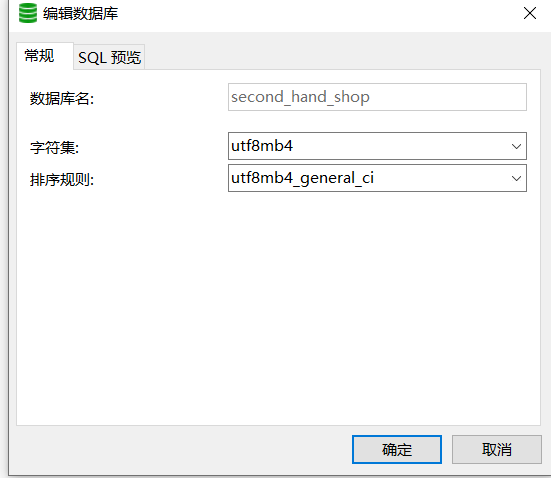 编辑数据库
常规
SQL 预览
数据库名:
second_hand_shop
字符集:
utf8mb4
排序规则:
utf8mb4_general_ci
确定
取消